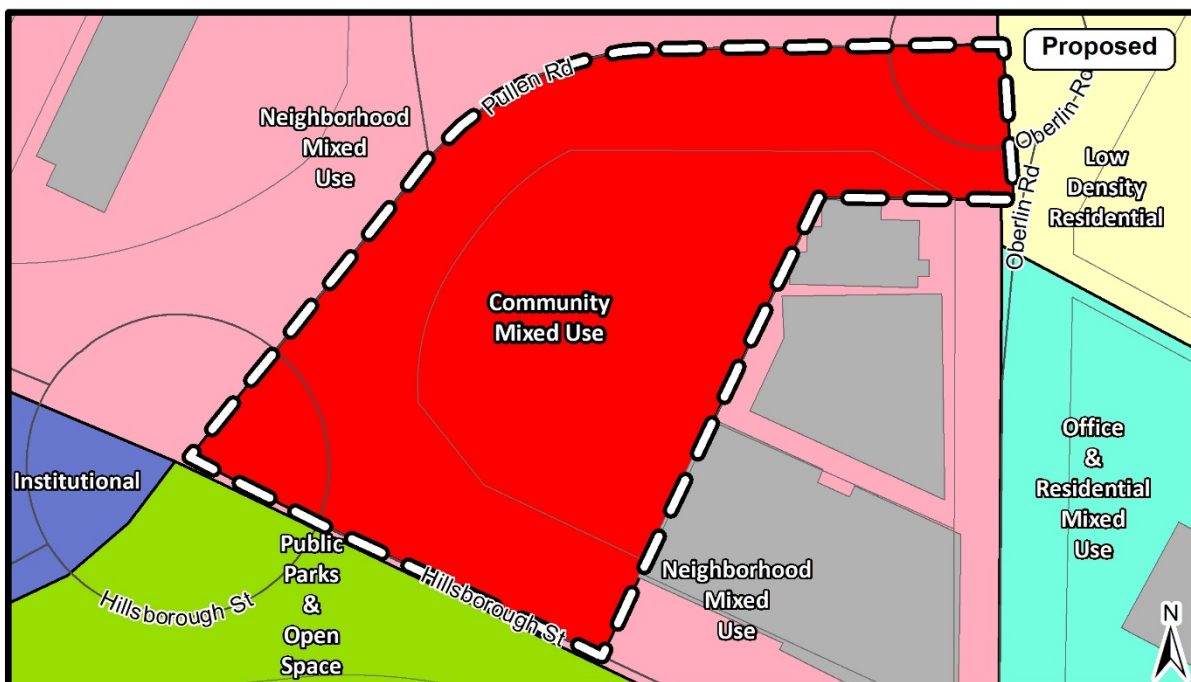 Proposed
Pullen Rd
Neighborhood
Mixed
Use
Oberlin-Rd
Low
Density
Residential
Oberlin-Rd
Community
Mixed Use
Institutional
Office
&
Residential
Mixed
Use
Public
Parks
&
Open
Space
Hillsborough St
Hillsborough St
Neighborhood
Mixed
Use
N